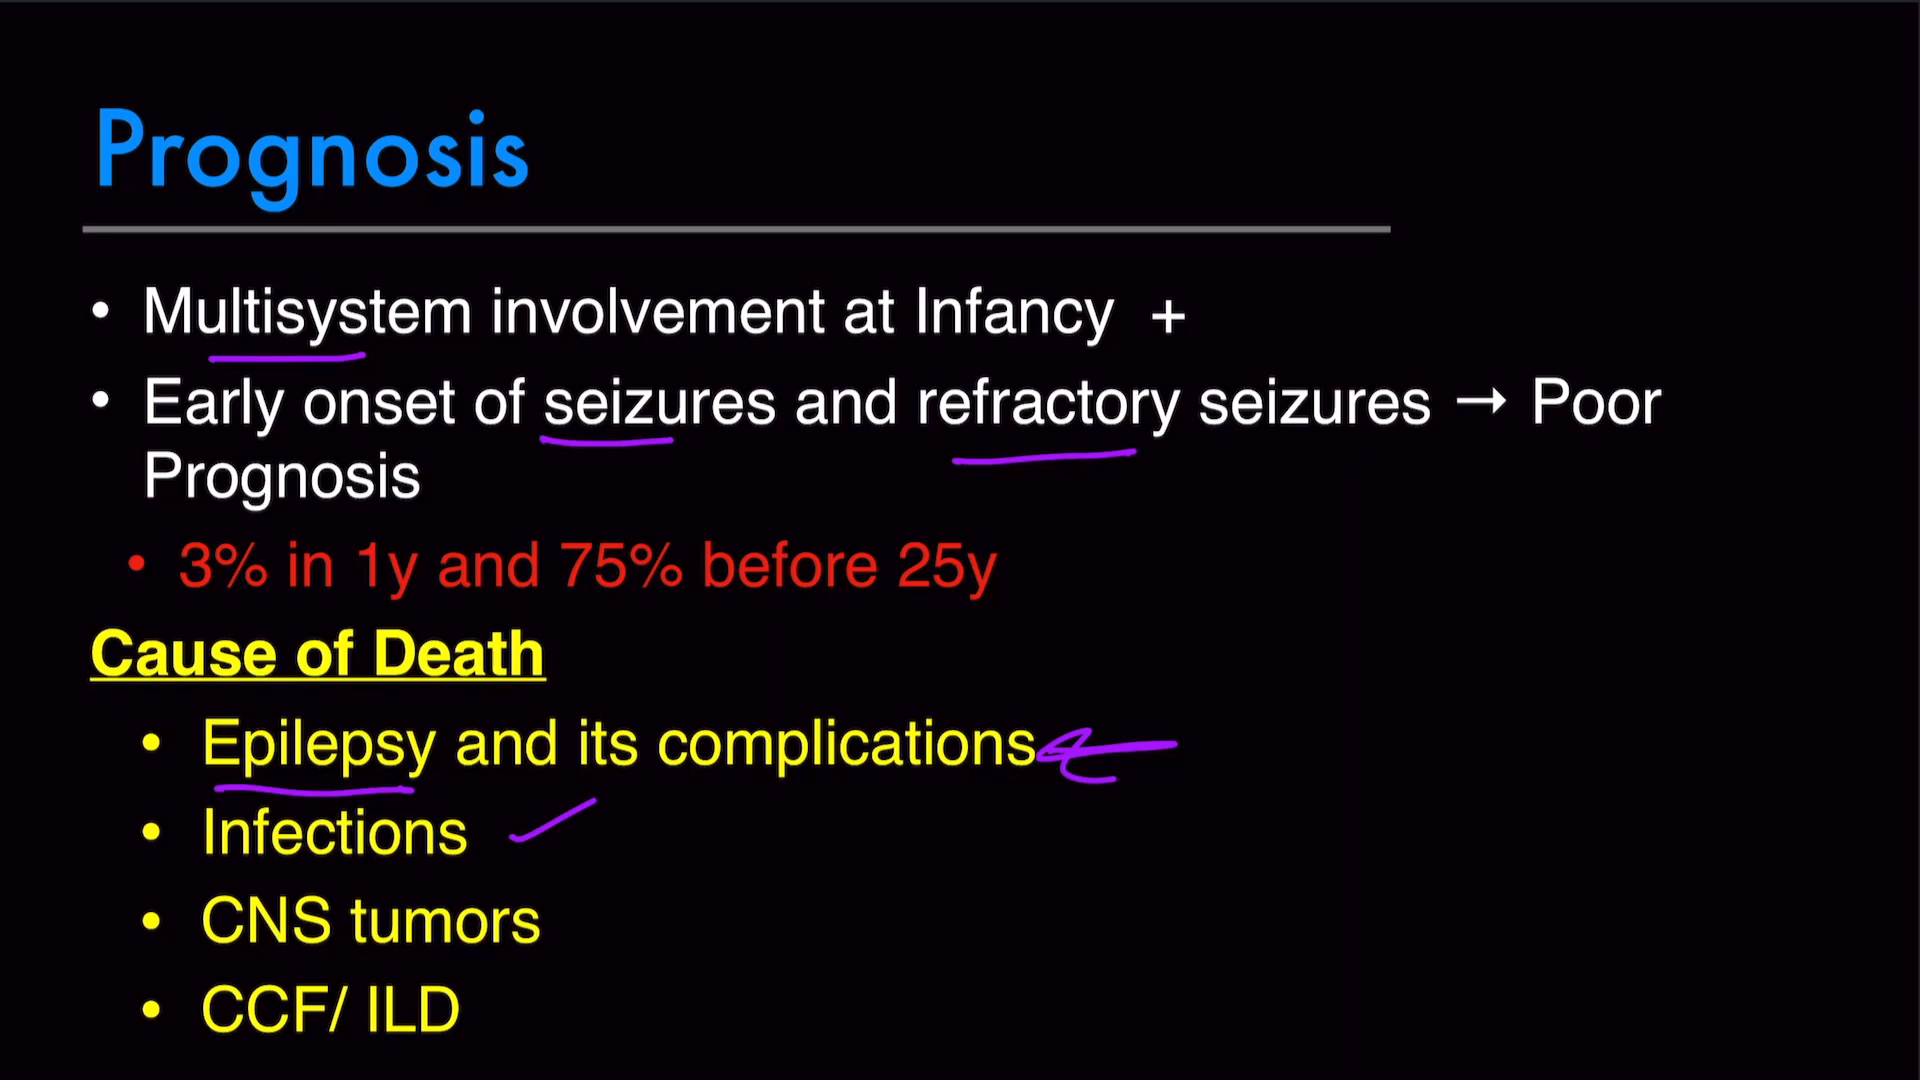 Prognosis
• Multisystem involvement at Infancy +
• Early onset of seizures and refractory seizures → Poor
Prognosis
• 3% in 1y and 75% before 25y
Cause of Death
• Epilepsy and its complications
• Infections
• CNS tumors
• CCF/ ILD